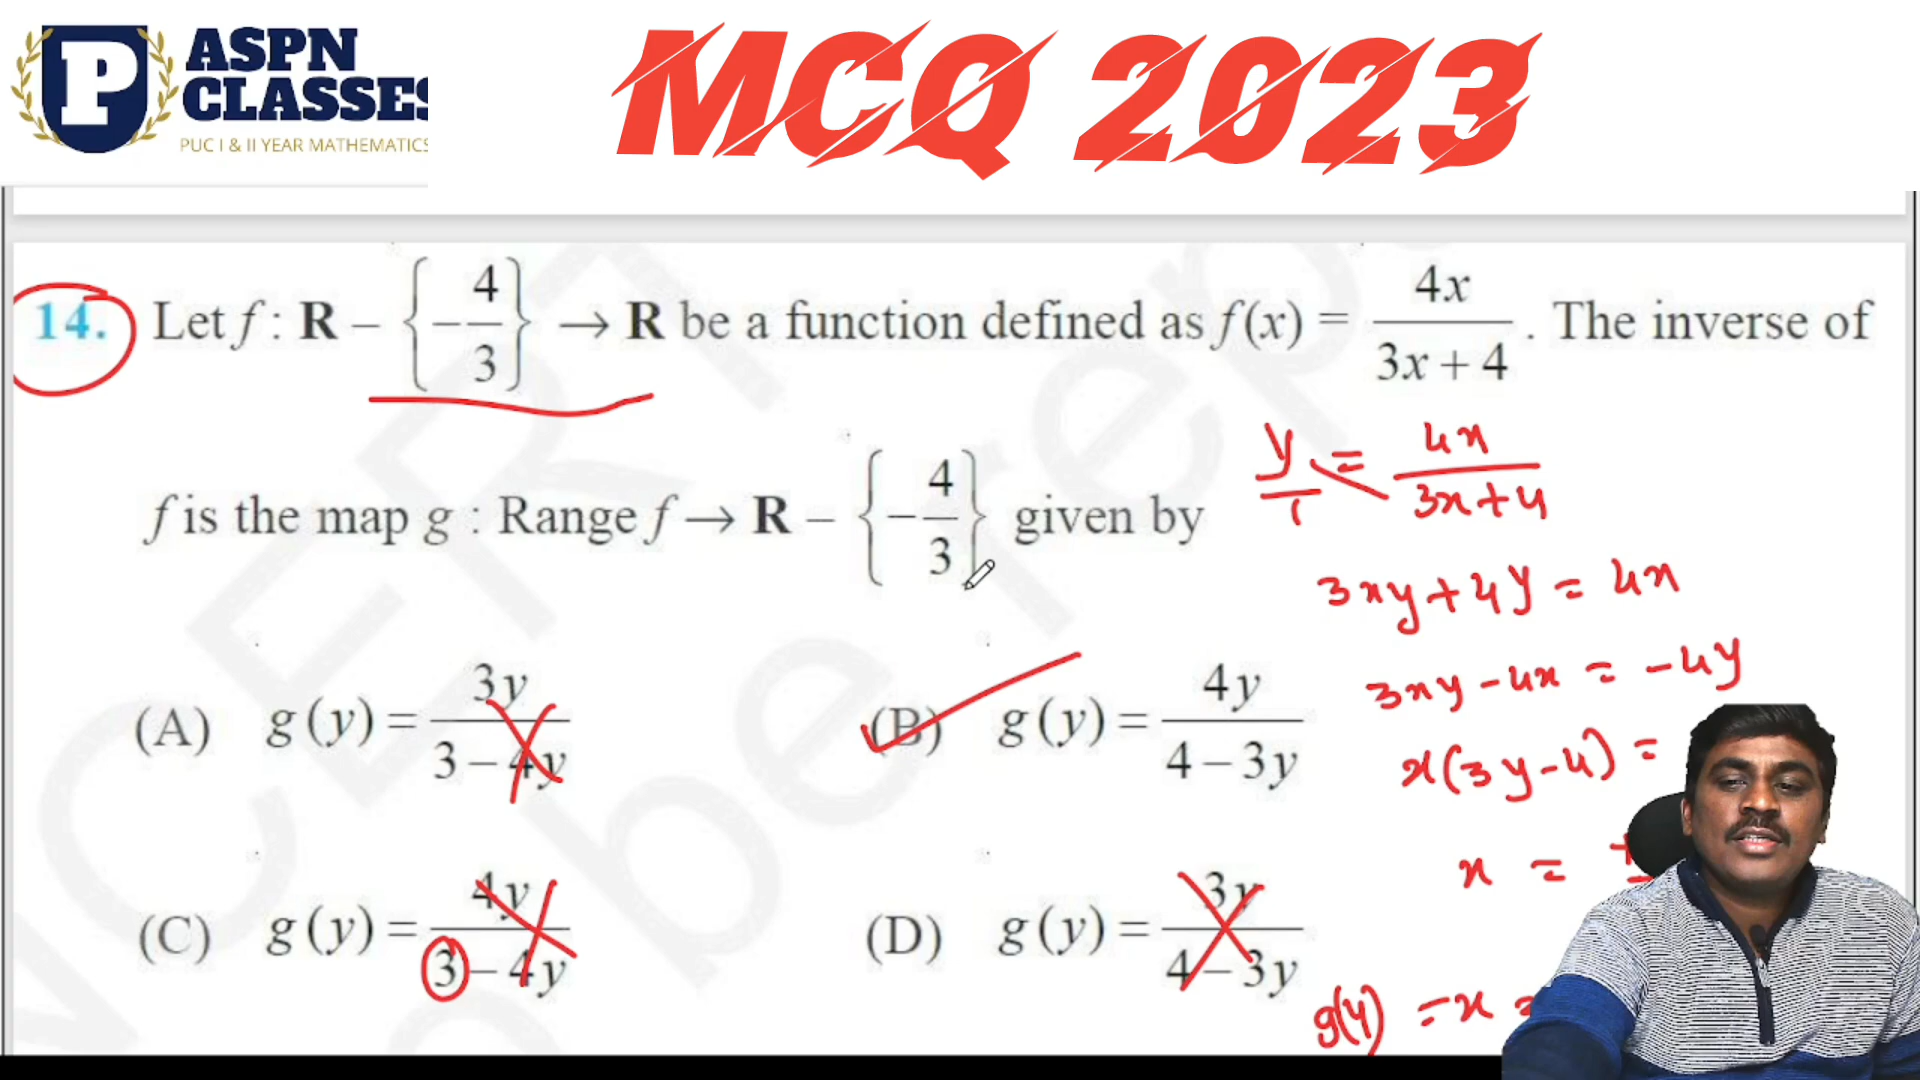 ASPN
CLASSES
PUC I & II YEAR MATHEMATICS
MCQ 2023
14. Let f : R – {–4/3} → R be a function defined as f(x) = 4x/(3x + 4). The inverse of
f is the map g : Range f → R – {–4/3} given by
(A) g(y) = 3y/(3 – 4y)
(B) g(y) = 4y/(4 – 3y)
(C) g(y) = 4y/(3 – 4y)
(D) g(y) = 3y/(4 – 3y)
y/1 = 4x/(3x+4)
3xy+4y = 4x
3xy-4x = -4y
x(3y-4) =
x =
g(y) = x =